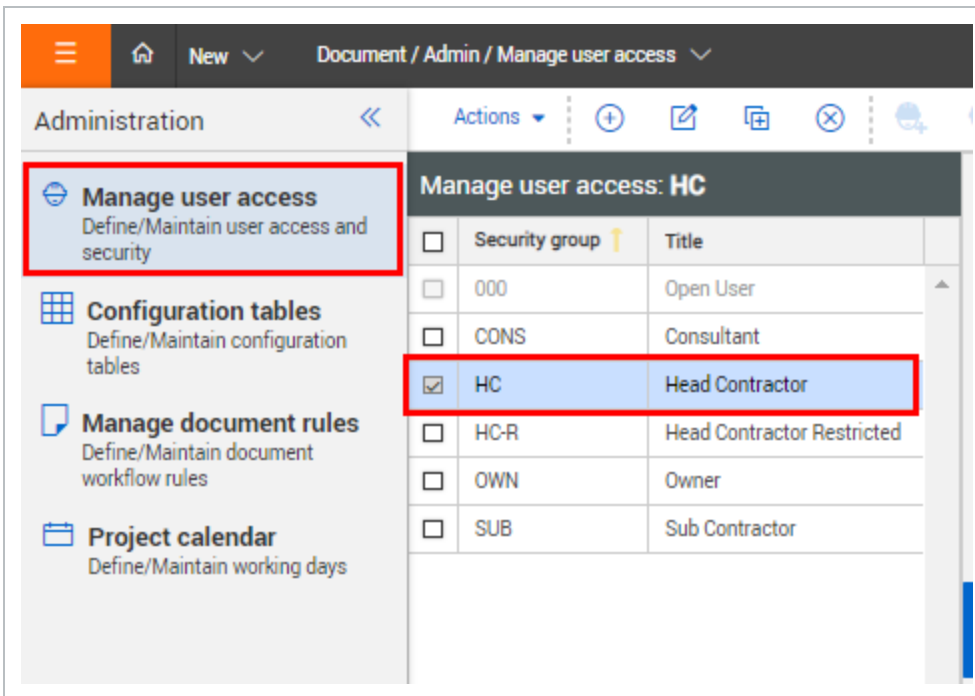 New
Document / Admin / Manage user access
Administration
Actions
Manage user access
Define/Maintain user access and
security
Configuration tables
Define/Maintain configuration
tables
Manage document rules
Define/Maintain document
workflow rules
Project calendar
Define/Maintain working days
Manage user access: HC
Security group Title
000 Open User
CONS Consultant
HC Head Contractor
HC-R Head Contractor Restricted
OWN Owner
SUB Sub Contractor